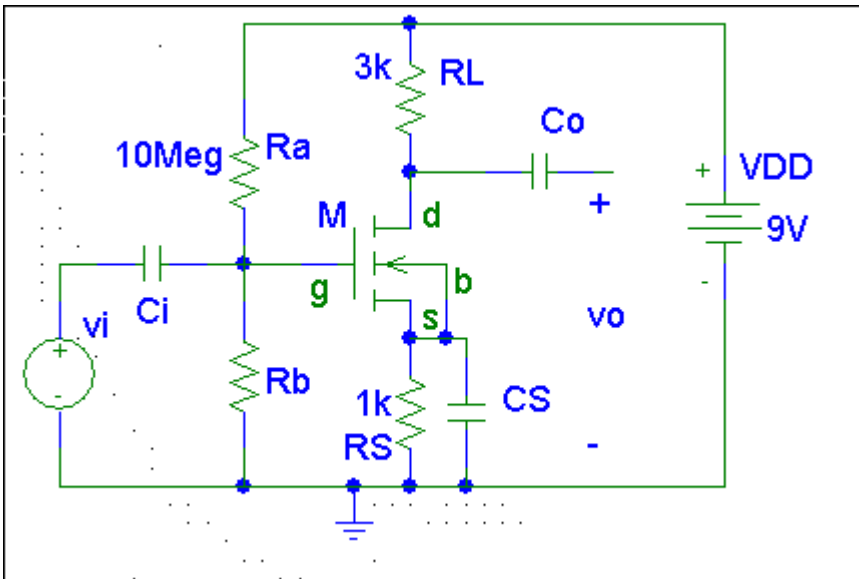 3k RL
Co
10Meg Ra
+ VDD
M d +
9V
g b -
Ci s
vi vo
+
- Rb 1k CS
RS -